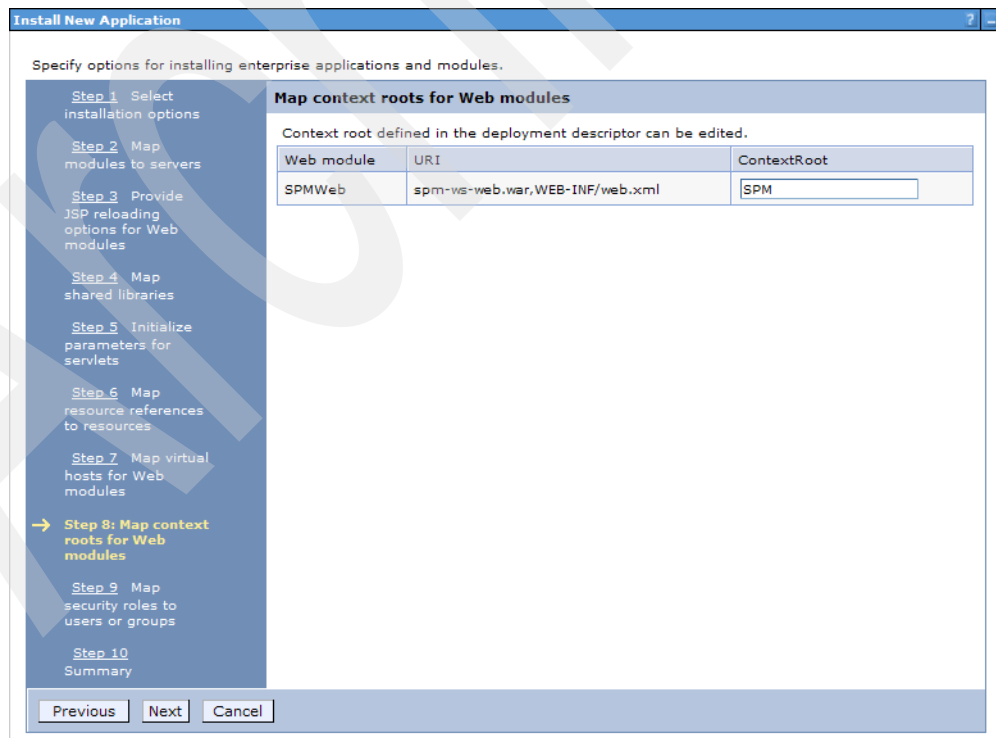 Install New Application
? –
Specify options for installing enterprise applications and modules.
Step 1 Select
installation options
Step 2 Map
modules to servers
Step 3 Provide
JSP reloading
options for Web
modules
Step 4 Map
shared libraries
Step 5 Initialize
parameters for
servlets
Step 6 Map
resource references
to resources
Step 7 Map virtual
hosts for Web
modules
→ Step 8: Map context
roots for Web
modules
Step 9 Map
security roles to
users or groups
Step 10
Summary
Map context roots for Web modules
Context root defined in the deployment descriptor can be edited.
Web module URI ContextRoot
SPMWeb spm-ws-web.war,WEB-INF/web.xml SPM
Previous Next Cancel